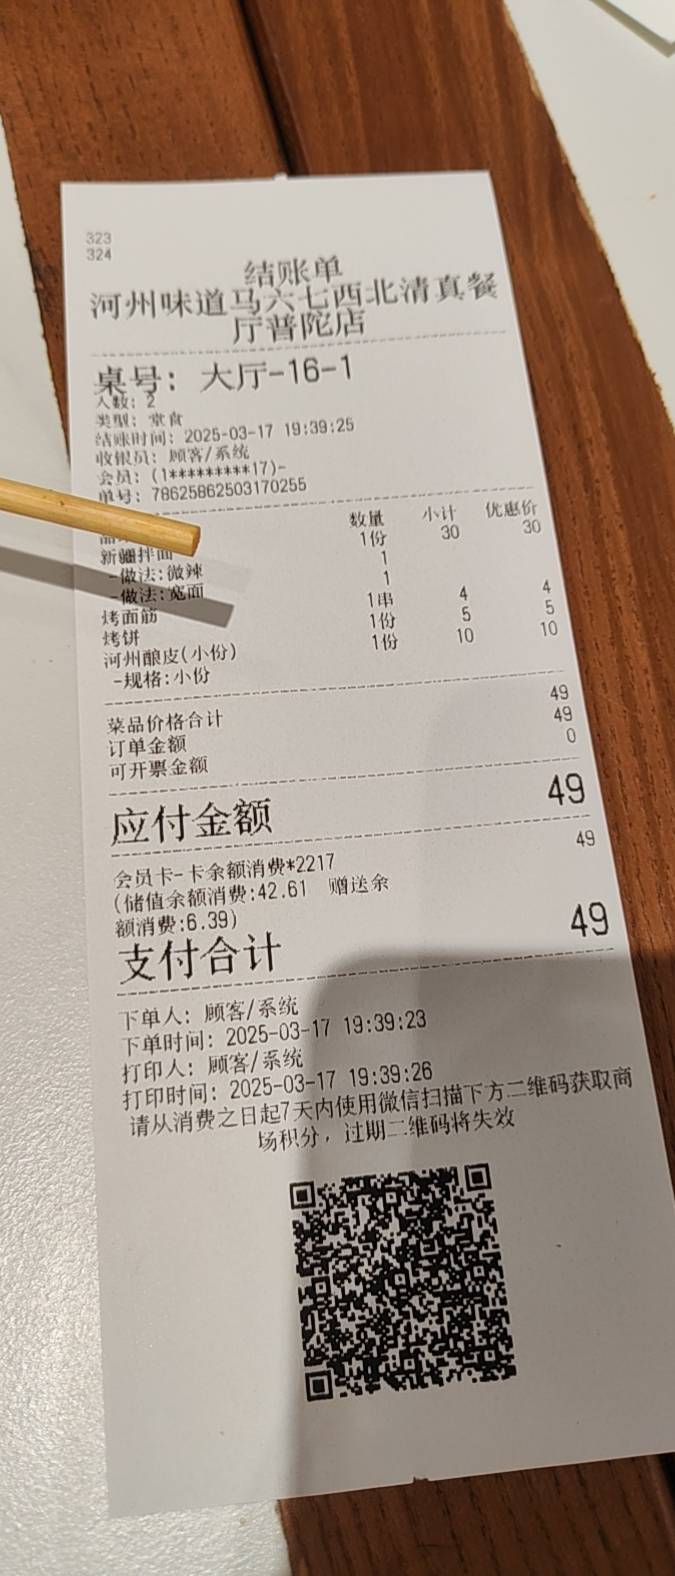 323
324
结账单
河州味道马六七西北清真餐
厅普陀店
桌号: 大厅-16-1
人数: 2
类型: 堂食
结账时间: 2025-03-17 19:39:25
收银员: 顾客/系统
会员: (1*********17)-
单号: 78625862503170255
数量 小计 优惠价
新疆拌面 1份 30 30
-做法:微辣 1
-做法:宽面 1
烤面筋 1串 4 4
烤饼 1份 5 5
河州酿皮(小份) 1份 10 10
-规格:小份
菜品价格合计 49
订单金额 49
可开票金额 0
应付金额 49
会员卡-卡余额消费*2217 49
(储值余额消费:42.61 赠送余
额消费:6.39)
支付合计 49
下单人: 顾客/系统
下单时间: 2025-03-17 19:39:23
打印人: 顾客/系统
打印时间: 2025-03-17 19:39:26
请从消费之日起7天内使用微信扫描下方二维码获取商
场积分，过期二维码将失效